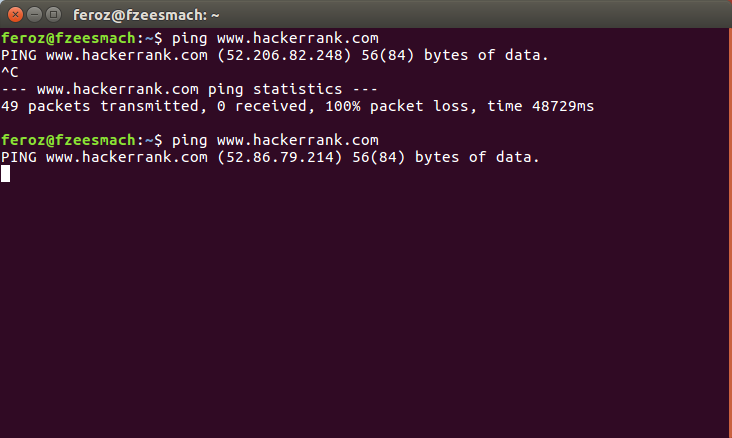 feroz@fzeesmach: ~
feroz@fzeesmach:~$ ping www.hackerrank.com
PING www.hackerrank.com (52.206.82.248) 56(84) bytes of data.
^C
--- www.hackerrank.com ping statistics ---
49 packets transmitted, 0 received, 100% packet loss, time 48729ms
feroz@fzeesmach:~$ ping www.hackerrank.com
PING www.hackerrank.com (52.86.79.214) 56(84) bytes of data.